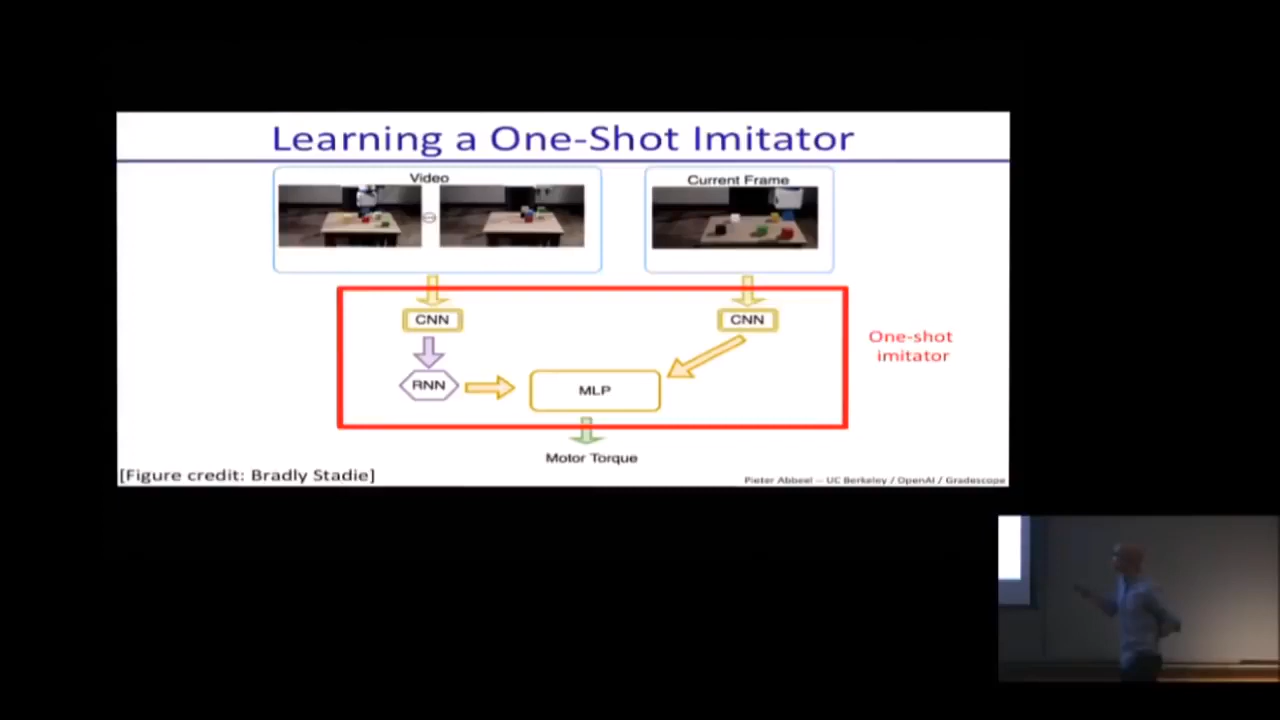 Learning a One-Shot Imitator
Video
Current Frame
CNN
CNN
One-shot
imitator
RNN
MLP
Motor Torque
[Figure credit: Bradly Stadie]
Pieter Abbeel -- UC Berkeley / OpenAI / Gradescope